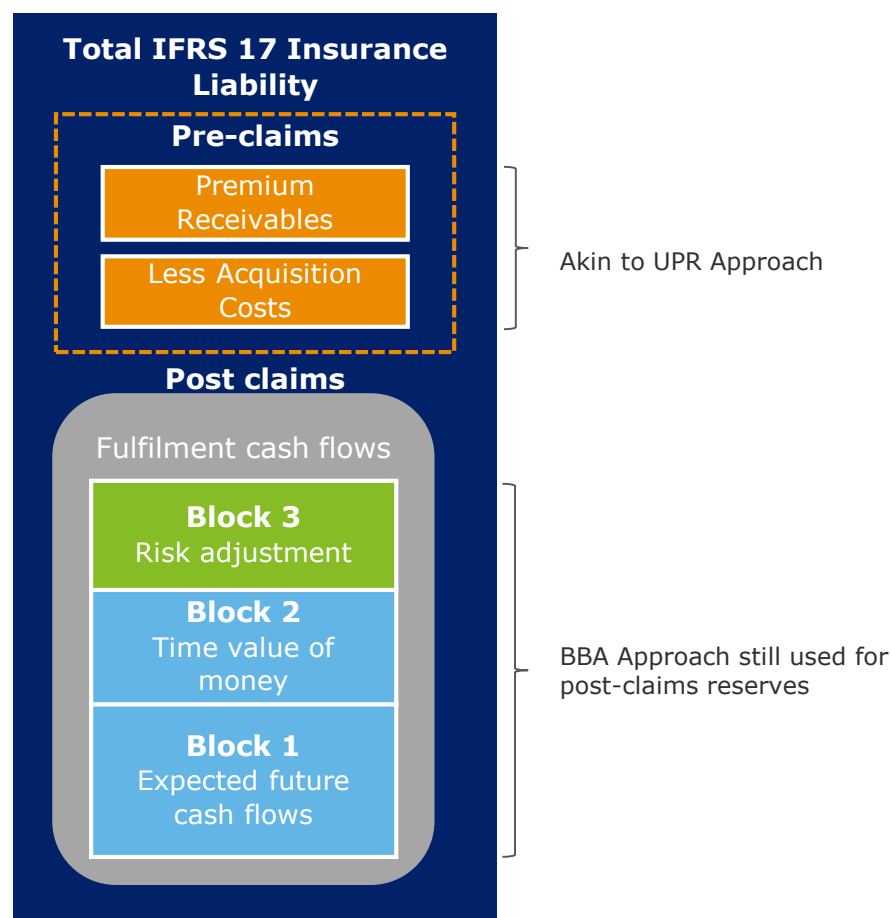 Total IFRS 17 Insurance
Liability
Pre-claims
Premium
Receivables
Less Acquisition
Costs
Akin to UPR Approach
Post claims
Fulfilment cash flows
Block 3
Risk adjustment
Block 2
Time value of
money
Block 1
Expected future
cash flows
BBA Approach still used for
post-claims reserves